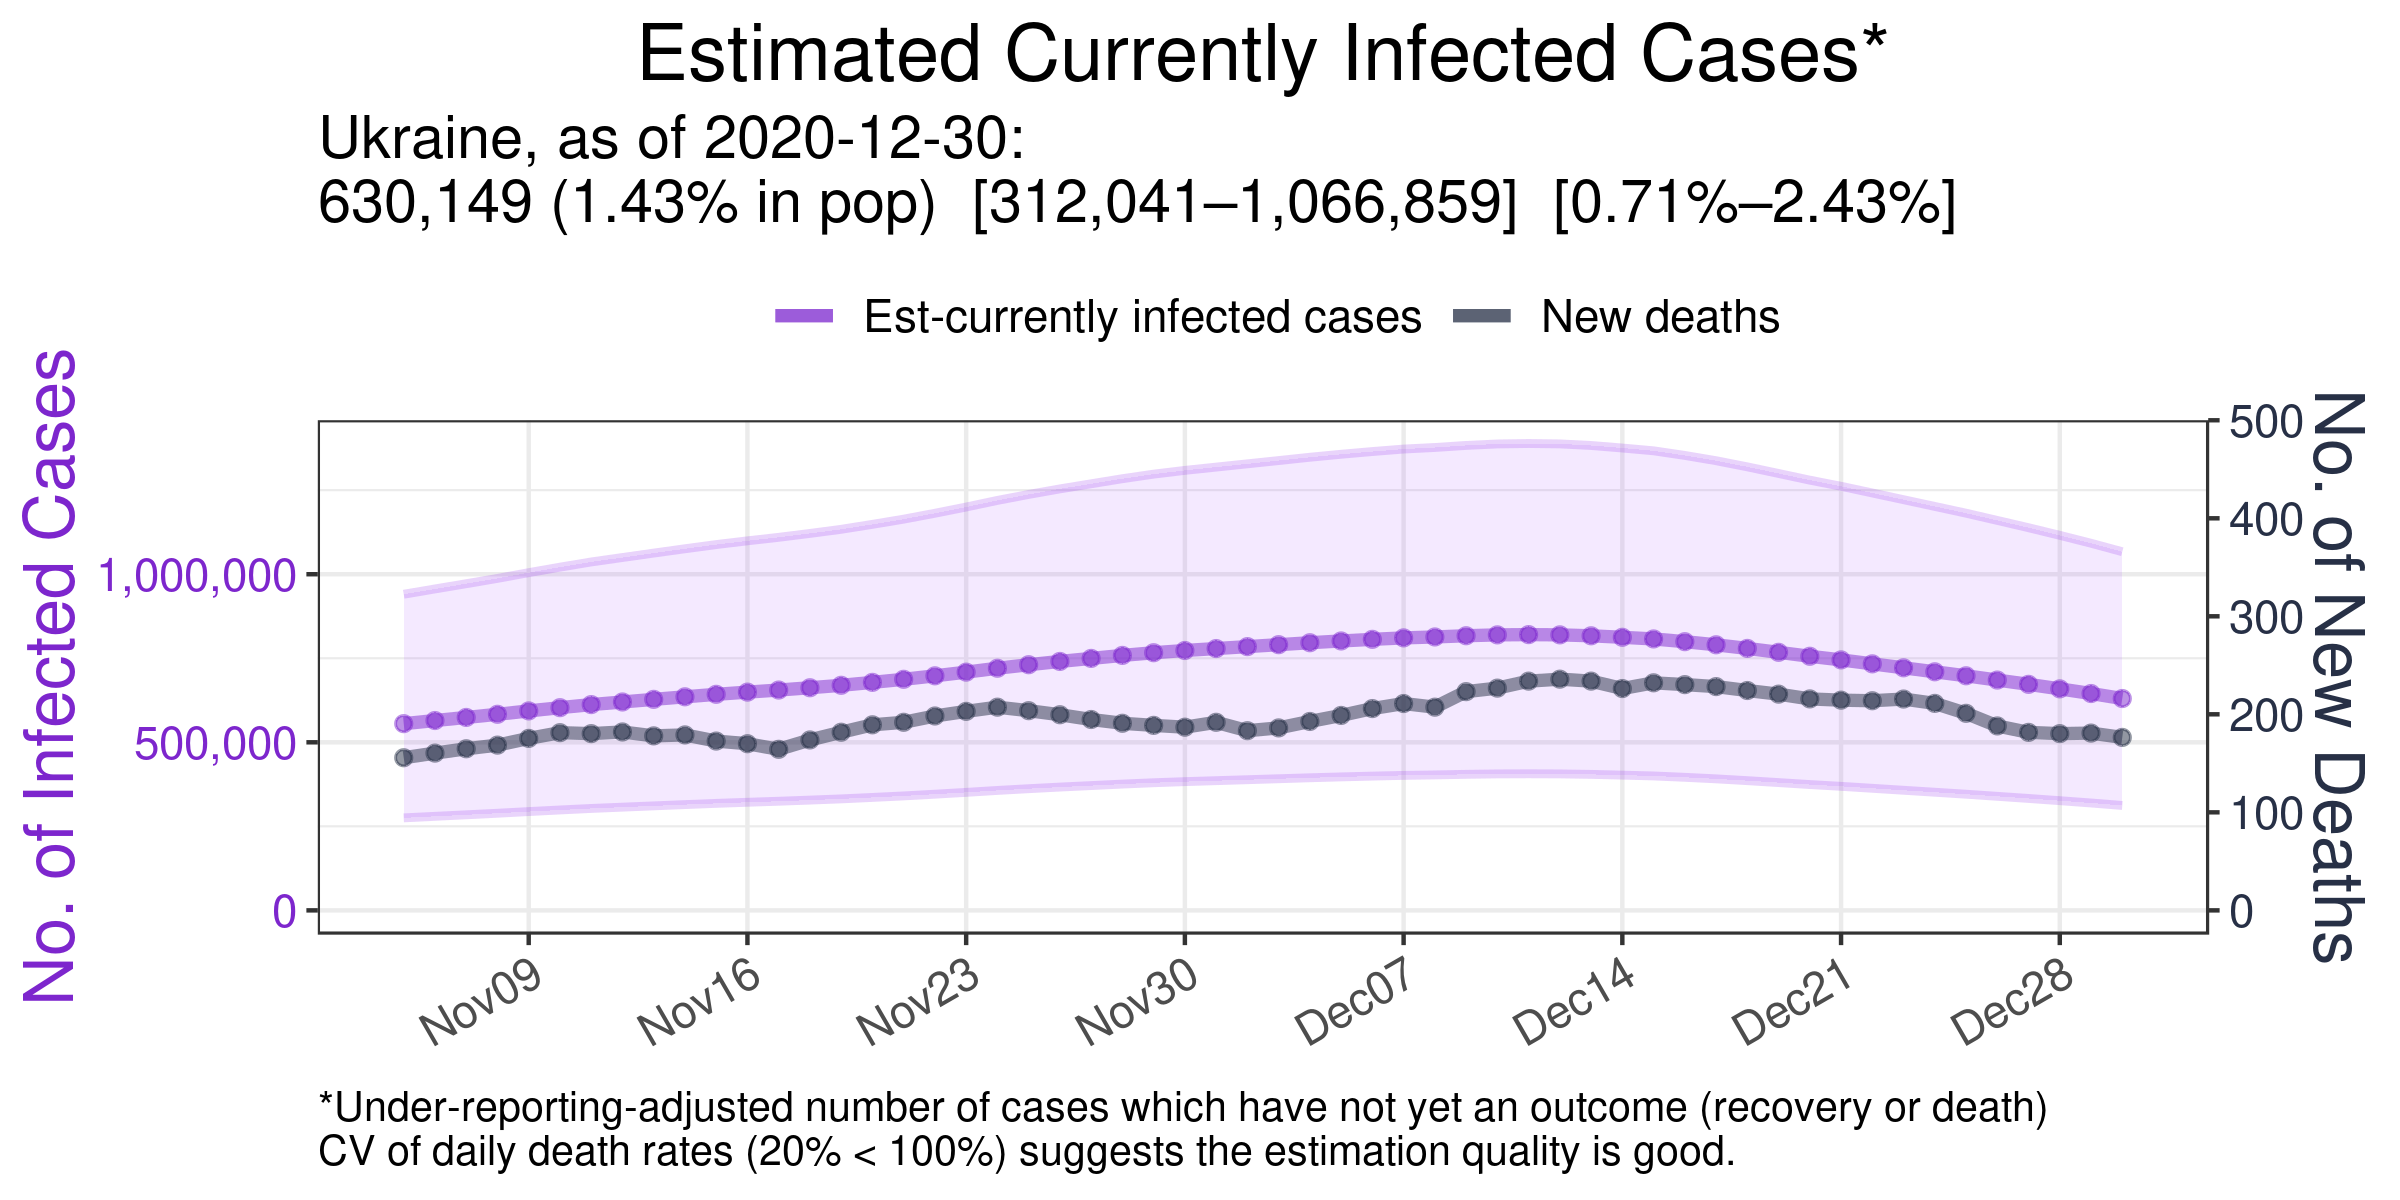 Estimated Currently Infected Cases*
Ukraine, as of 2020-12-30:
630,149 (1.43% in pop)  [312,041–1,066,859]  [0.71%–2.43%]
Est-currently infected cases
New deaths
No. of Infected Cases
1,000,000
500,000
0
500
400
300
200
100
0
No. of New Deaths
Nov09
Nov16
Nov23
Nov30
Dec07
Dec14
Dec21
Dec28
*Under-reporting-adjusted number of cases which have not yet an outcome (recovery or death)
CV of daily death rates (20% < 100%) suggests the estimation quality is good.